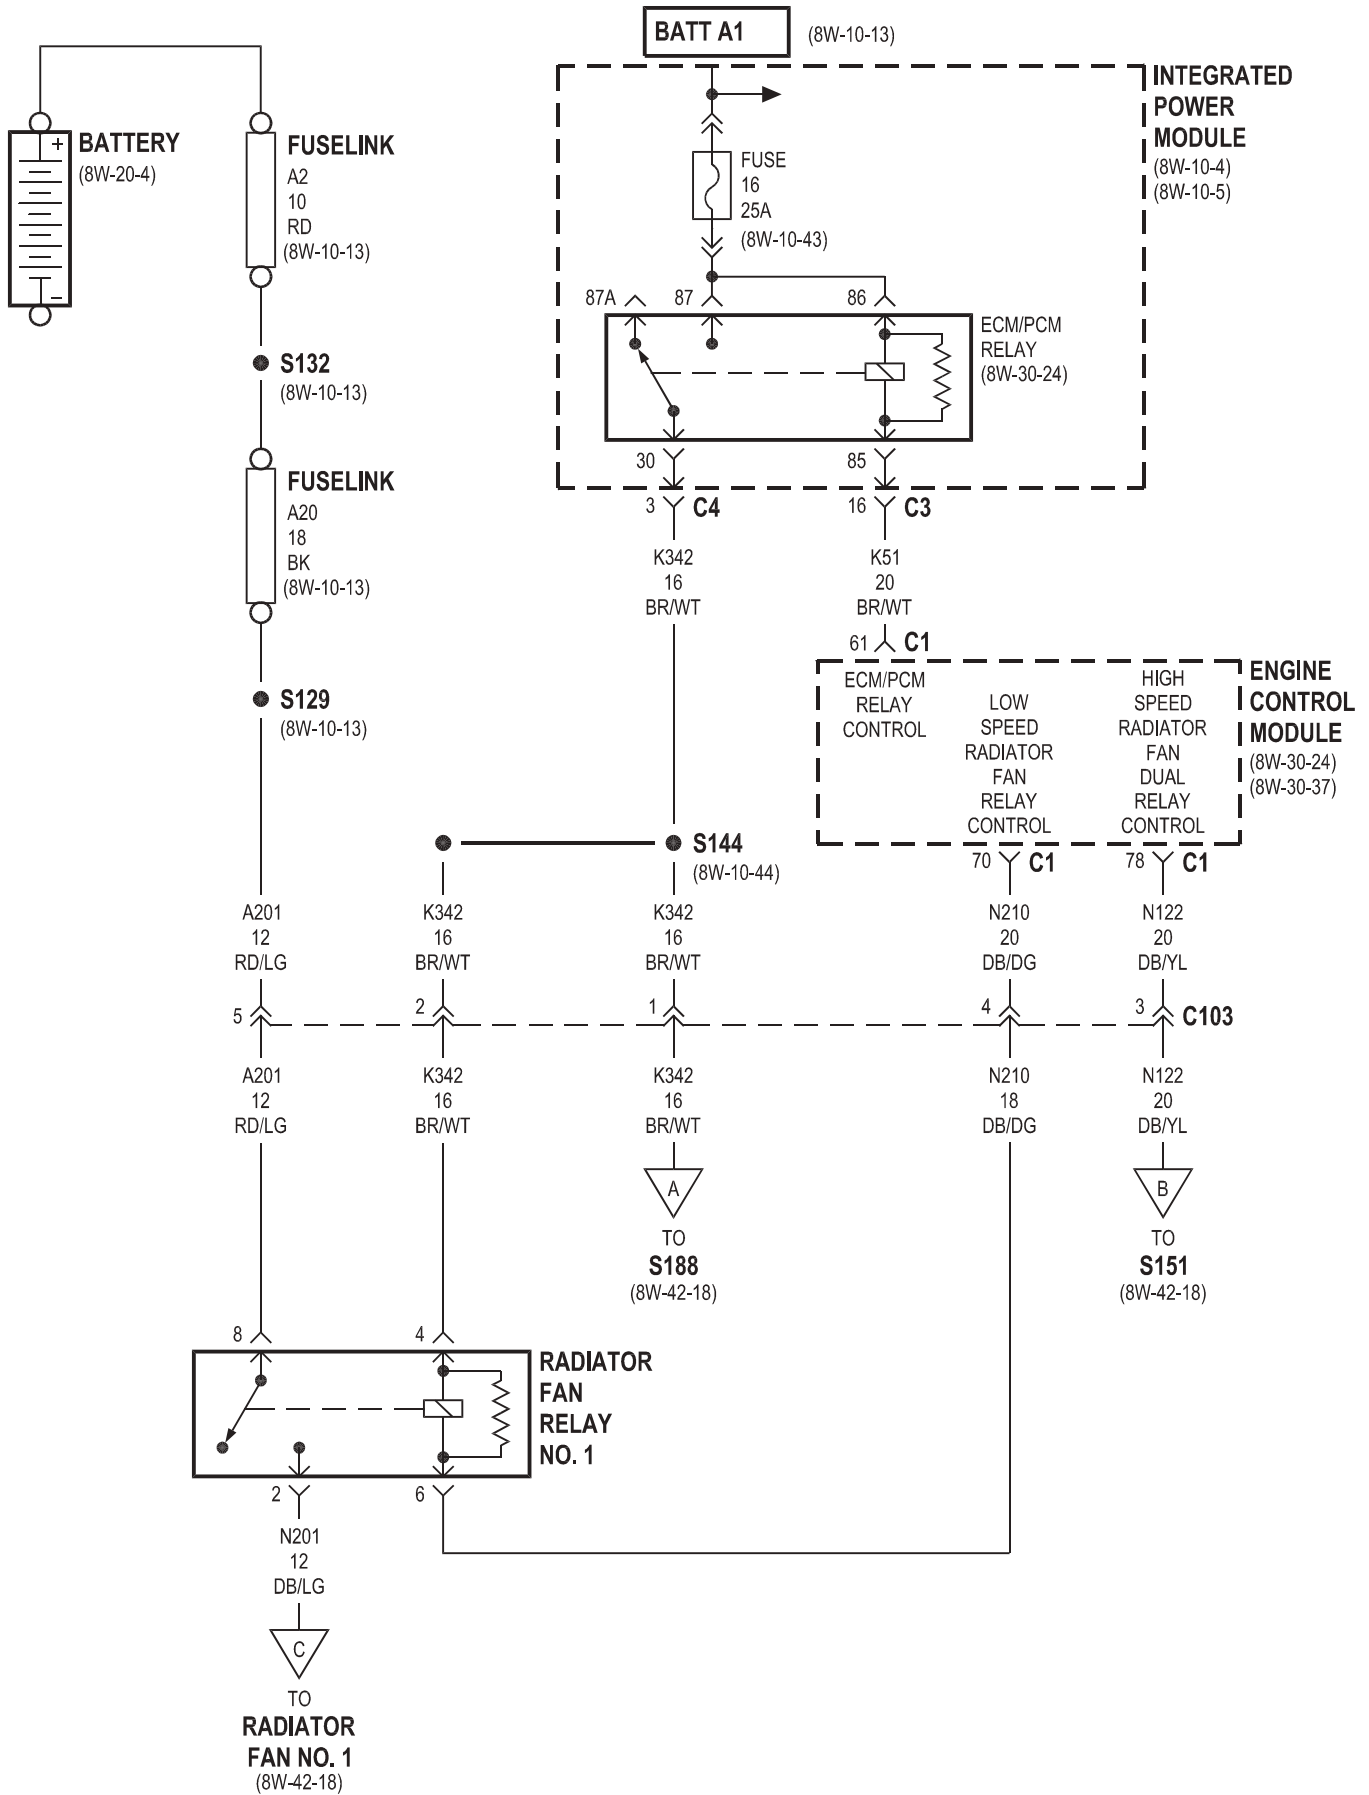 BATT A1
(8W-10-13)
INTEGRATED
POWER
MODULE
(8W-10-4)
(8W-10-5)
+
BATTERY
(8W-20-4)
–
FUSELINK
A2
10
RD
(8W-10-13)
FUSE
16
25A
(8W-10-43)
87A
87
86
ECM/PCM
RELAY
(8W-30-24)
S132
(8W-10-13)
30
85
FUSELINK
A20
18
BK
(8W-10-13)
3
C4
16
C3
K342
16
BR/WT
K51
20
BR/WT
61
C1
S129
(8W-10-13)
ECM/PCM
RELAY
CONTROL
LOW
SPEED
RADIATOR
FAN
RELAY
CONTROL
HIGH
SPEED
RADIATOR
FAN
DUAL
RELAY
CONTROL
ENGINE
CONTROL
MODULE
(8W-30-24)
(8W-30-37)
S144
(8W-10-44)
70
C1
78
C1
A201
12
RD/LG
K342
16
BR/WT
K342
16
BR/WT
N210
20
DB/DG
N122
20
DB/YL
5
2
1
4
3
C103
A201
12
RD/LG
K342
16
BR/WT
K342
16
BR/WT
N210
18
DB/DG
N122
20
DB/YL
A
TO
S188
(8W-42-18)
B
TO
S151
(8W-42-18)
8
4
RADIATOR
FAN
RELAY
NO. 1
2
6
N201
12
DB/LG
C
TO
RADIATOR
FAN NO. 1
(8W-42-18)